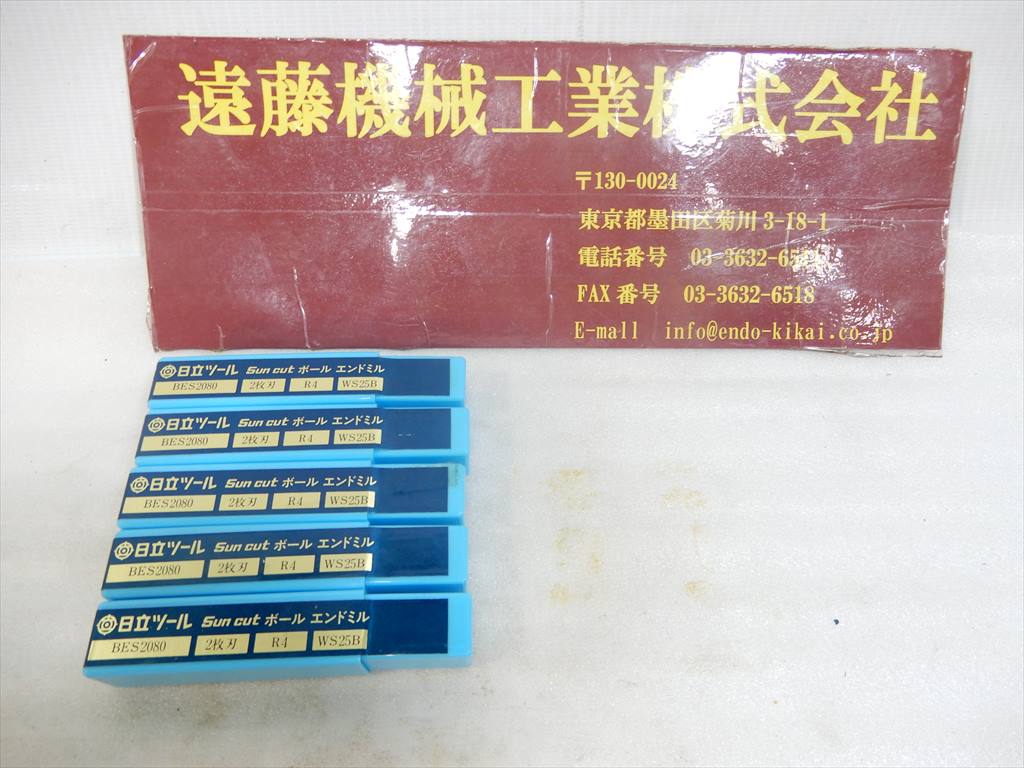 遠藤機械工業株式会社
〒130-0024
東京都墨田区菊川 3-18-1
電話番号 03-3632-65
FAX 番号 03-3632-6518
E-mail info@endo-kikai.co.jp
日立ツール Sun cut ボール エンドミル
BES2080 2枚刃 R4 WS25B
日立ツール Sun cut ボール エンドミル
BES2080 2枚刃 R4 WS25B
日立ツール Sun cut ボール エンドミル
BES2080 2枚刃 R4 WS25B
日立ツール Sun cut ボール エンドミル
BES2080 2枚刃 R4 WS25B
日立ツール Sun cut ボール エンドミル
BES2080 2枚刃 R4 WS25B